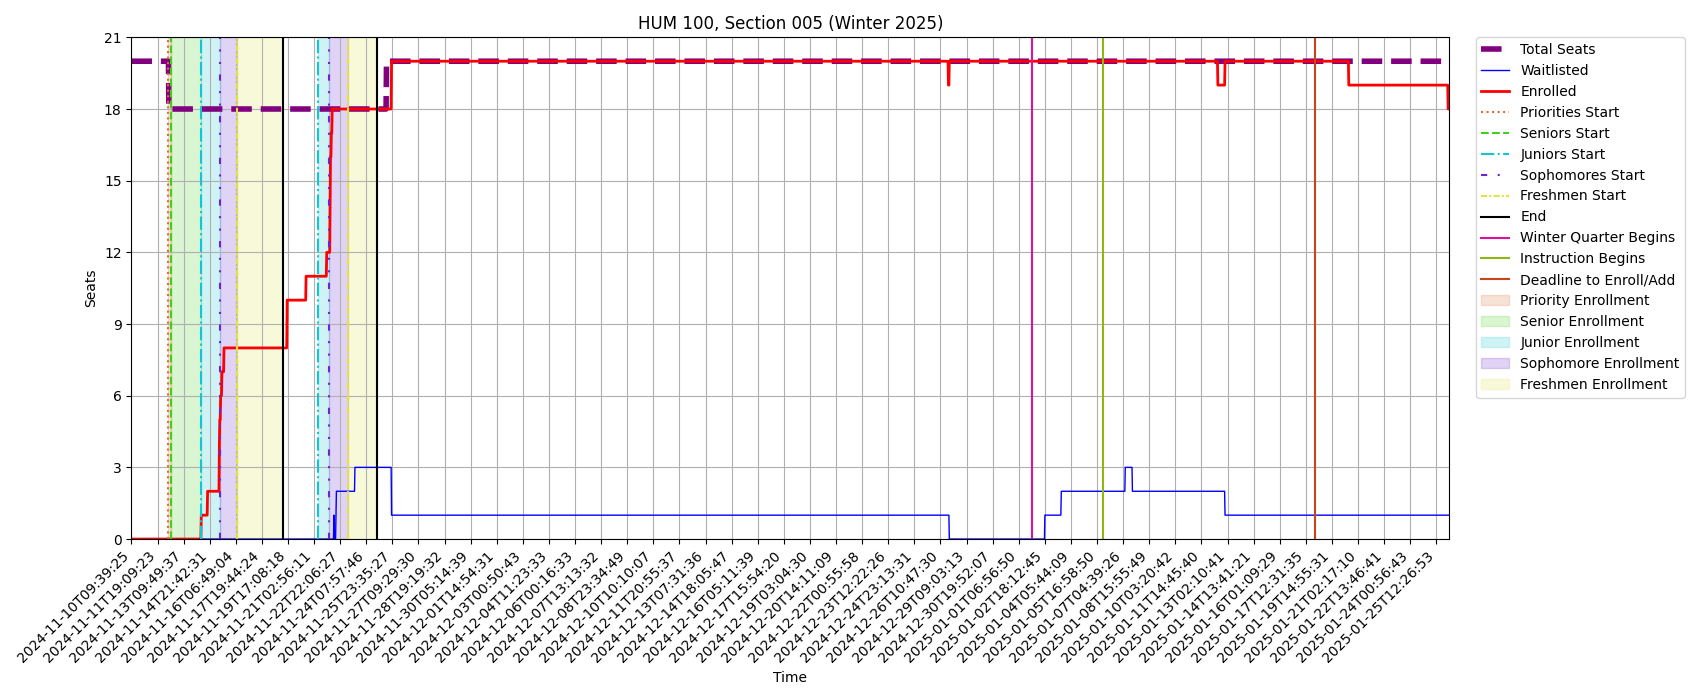 HUM 100, Section 005 (Winter 2025)
21
18
15
12
9
6
3
0
Seats
2024-11-10T09:39:25
2024-11-11T19:09:23
2024-11-13T09:49:37
2024-11-14T21:42:31
2024-11-16T06:49:04
2024-11-17T19:44:24
2024-11-19T17:08:18
2024-11-21T02:56:11
2024-11-22T22:06:27
2024-11-24T07:57:46
2024-11-25T23:35:27
2024-11-27T09:29:30
2024-11-28T19:19:32
2024-11-30T05:14:39
2024-12-01T14:54:31
2024-12-03T00:50:43
2024-12-04T11:23:33
2024-12-06T00:16:33
2024-12-07T13:13:32
2024-12-08T23:34:49
2024-12-10T10:10:07
2024-12-11T20:55:37
2024-12-13T07:31:36
2024-12-14T18:05:47
2024-12-16T05:11:39
2024-12-17T15:54:20
2024-12-19T03:04:30
2024-12-20T14:11:09
2024-12-22T00:55:58
2024-12-23T12:22:26
2024-12-24T23:13:31
2024-12-26T10:47:30
2024-12-29T09:03:13
2024-12-30T19:52:07
2025-01-01T06:56:50
2025-01-02T18:12:45
2025-01-04T05:44:09
2025-01-05T16:58:50
2025-01-07T04:39:26
2025-01-08T15:55:49
2025-01-10T03:20:42
2025-01-11T14:45:40
2025-01-13T02:10:41
2025-01-14T13:41:21
2025-01-16T01:09:29
2025-01-17T12:31:35
2025-01-19T14:55:31
2025-01-21T02:17:10
2025-01-22T13:46:41
2025-01-24T00:56:43
2025-01-25T12:26:53
Time
Total Seats
Waitlisted
Enrolled
Priorities Start
Seniors Start
Juniors Start
Sophomores Start
Freshmen Start
End
Winter Quarter Begins
Instruction Begins
Deadline to Enroll/Add
Priority Enrollment
Senior Enrollment
Junior Enrollment
Sophomore Enrollment
Freshmen Enrollment